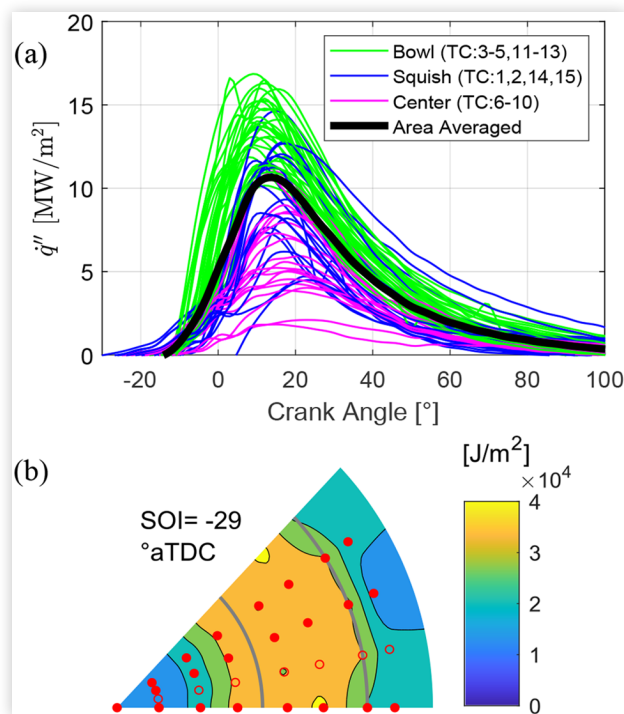 (a)
20
15
10
5
0
q̇″ [MW/m²]
Bowl (TC:3-5,11-13)
Squish (TC:1,2,14,15)
Center (TC:6-10)
Area Averaged
-20 0 20 40 60 80 100
Crank Angle [°]
(b)
SOI= -29
°aTDC
[J/m²]
×10⁴
4
3
2
1
0